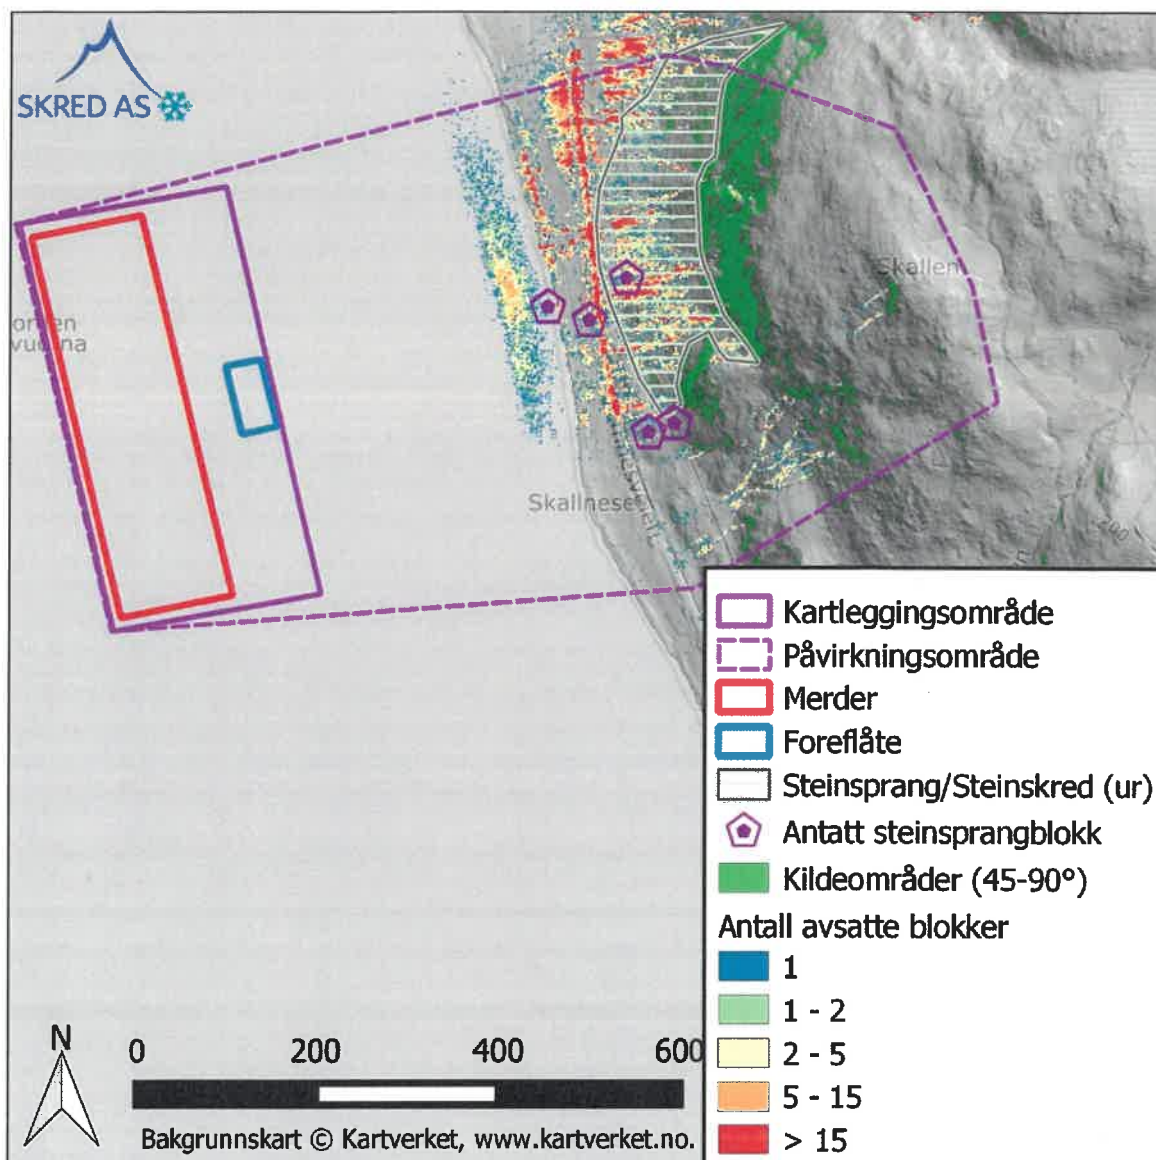 SKRED AS
Skallen
Skallneset
Kartleggingsområde
Påvirkningsområde
Merder
Foreflåte
Steinsprang/Steinskred (ur)
Antatt steinsprangblokk
Kildeområder (45-90°)
Antall avsatte blokker
1
1 - 2
2 - 5
5 - 15
> 15
N
0 200 400 600
Bakgrunnskart © Kartverket, www.kartverket.no.